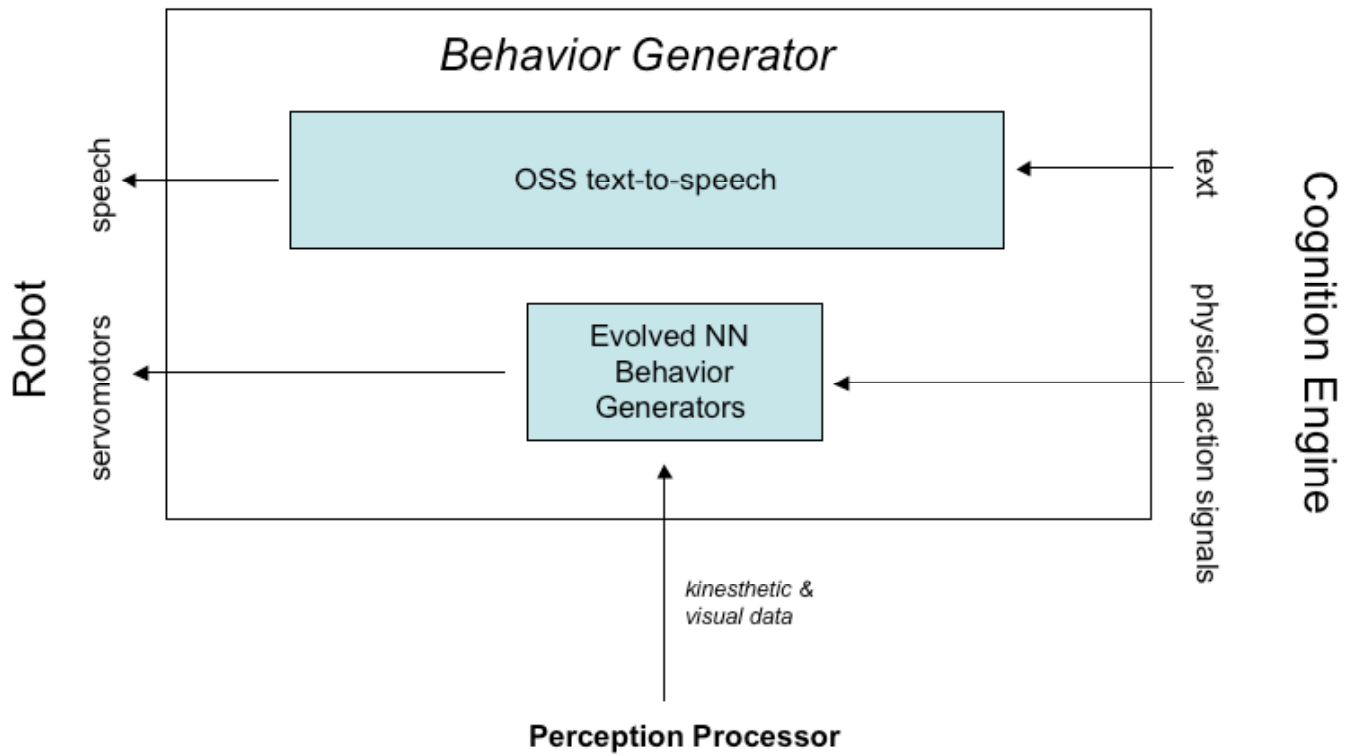 Behavior Generator
speech
OSS text-to-speech
text
Robot
servomotors
Evolved NN
Behavior
Generators
physical action signals
Cognition Engine
kinesthetic &
visual data
Perception Processor